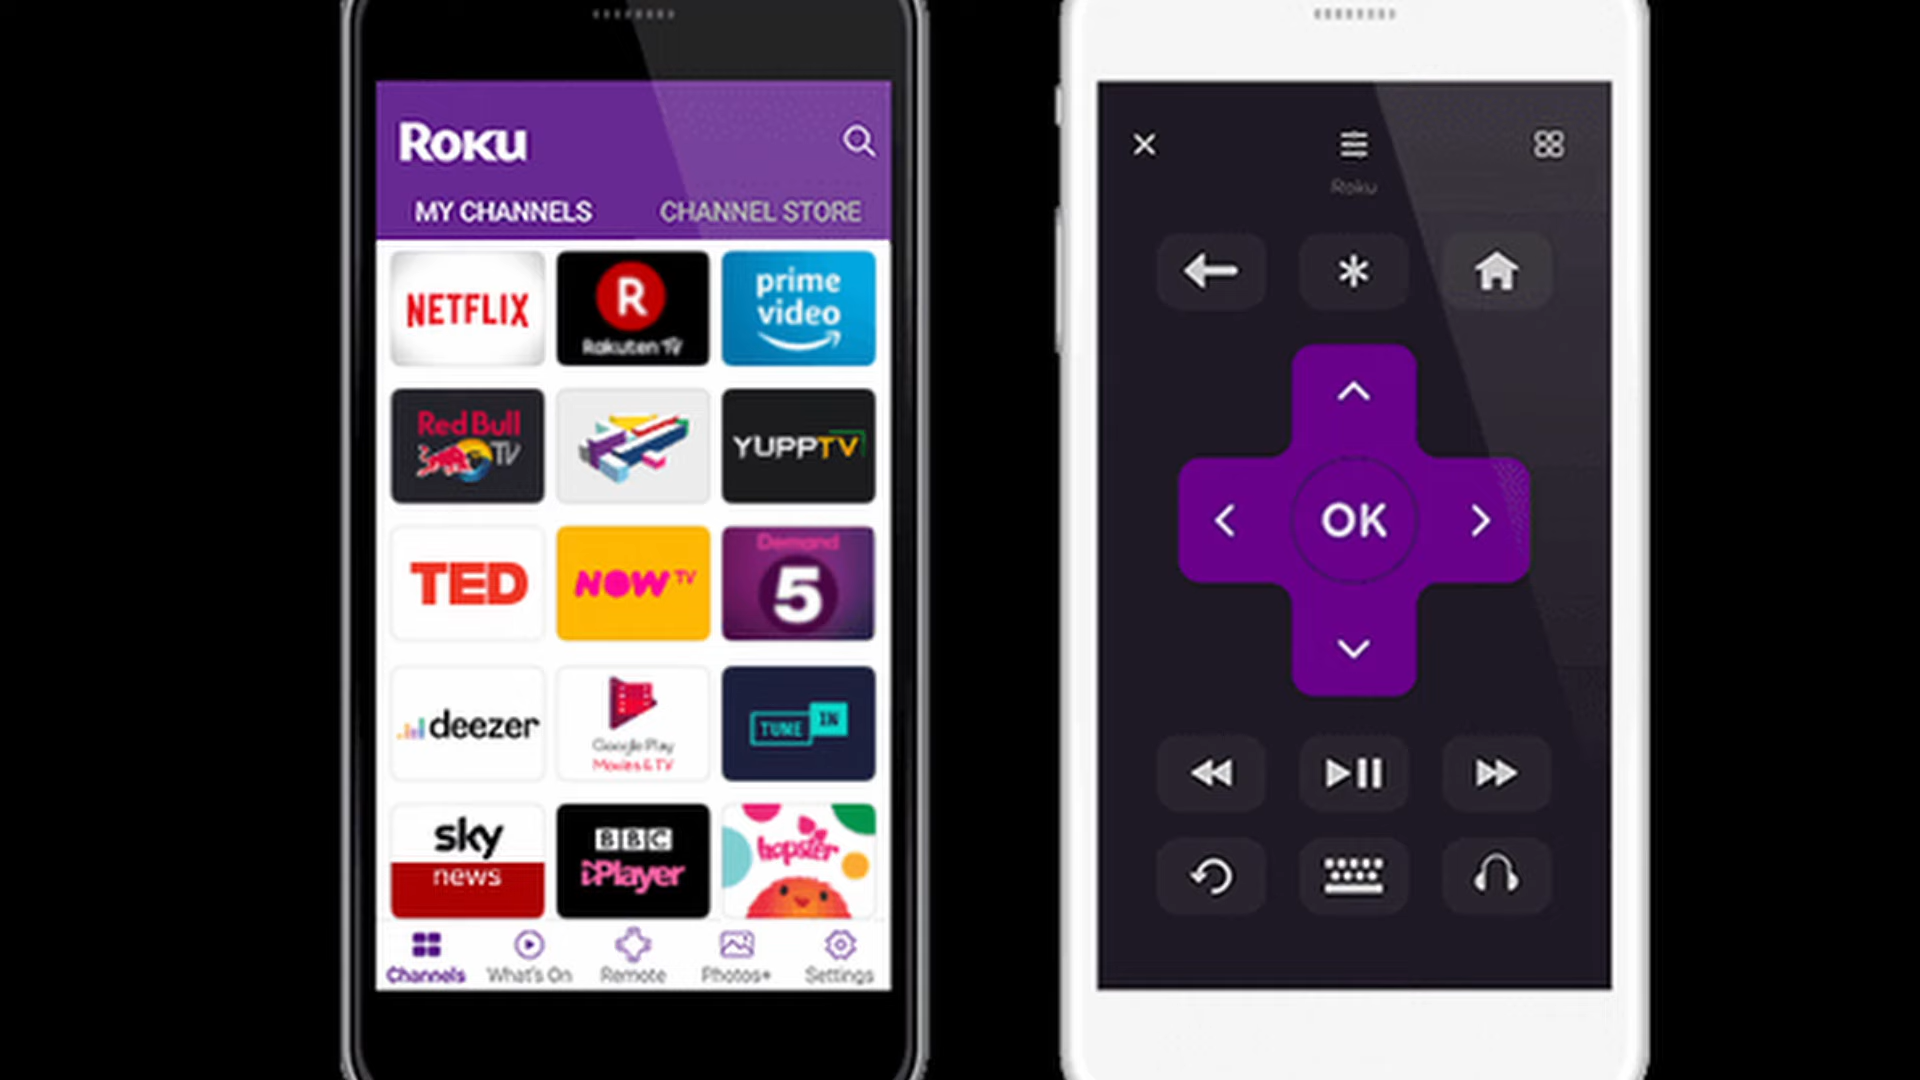 Roku
MY CHANNELS
CHANNEL STORE
NETFLIX
R
Rakuten TV
prime
video
Red Bull
TV
YUPPTV
TED
NOW TV
Demand
5
deezer
Google Play
Movies & TV
TUNE IN
sky
news
BBC
iPlayer
hopster
Channels
What's On
Remote
Photos+
Settings
Roku
OK